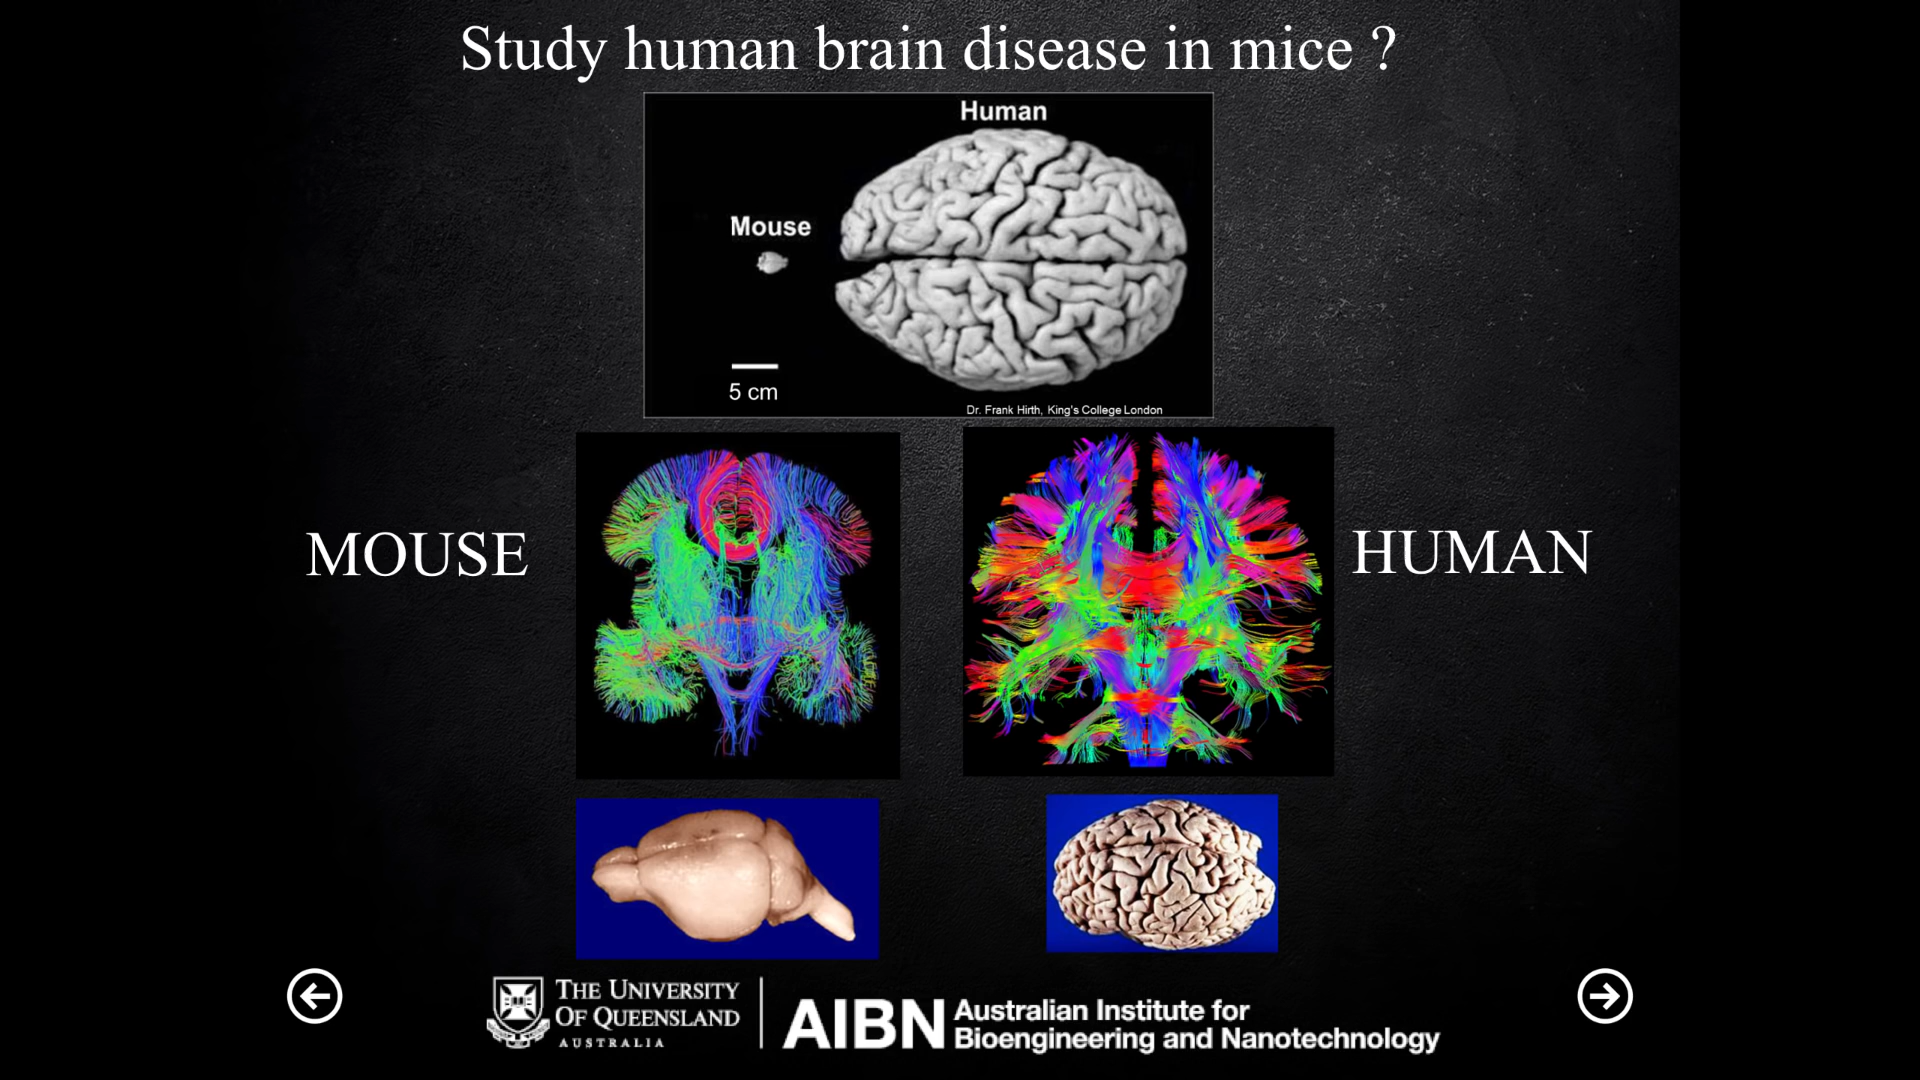 Study human brain disease in mice ?
Human
Mouse
5 cm
Dr. Frank Hirth, King's College London
MOUSE
HUMAN
THE UNIVERSITY
OF QUEENSLAND
AUSTRALIA
AIBN
Australian Institute for
Bioengineering and Nanotechnology